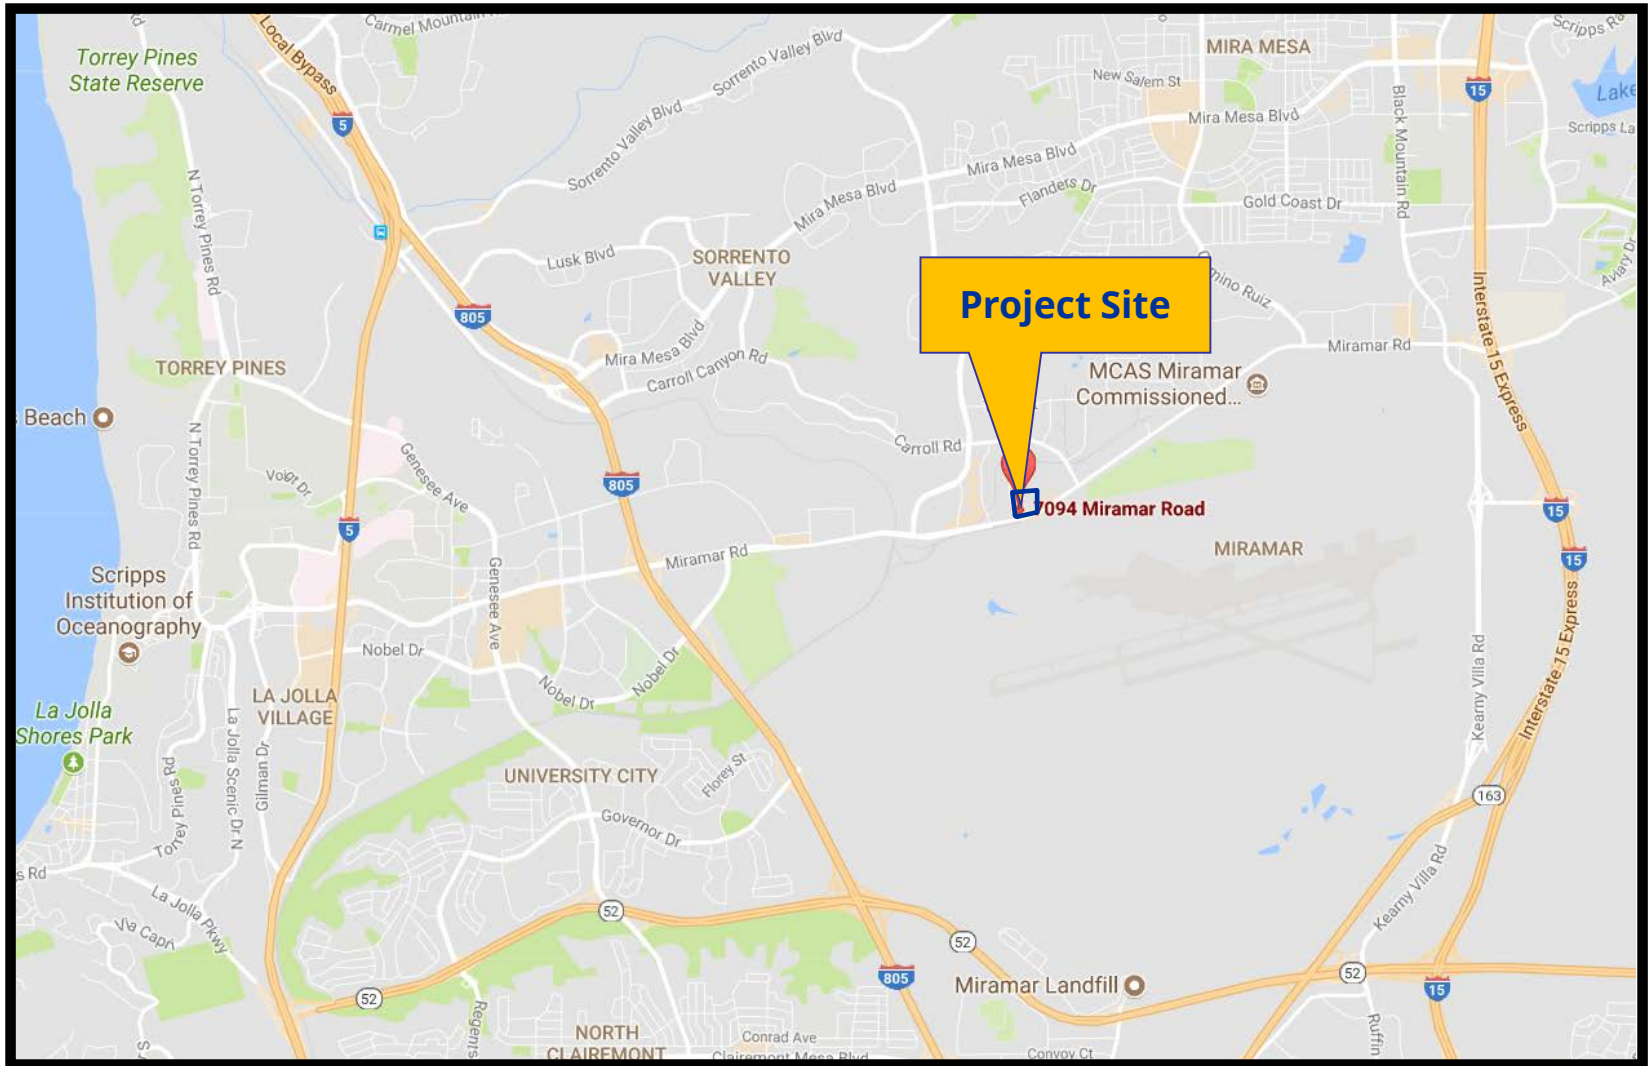 Local Bypass
Carmel Mountain
Scripps Ra
Torrey Pines
State Reserve
Sorrento Valley Blvd
MIRA MESA
New Salem St
15
5
Lake
Sorrento Valley Blvd
Mira Mesa Blvd
Black Mountain Rd
Scripps La
N Torrey Pines Rd
Mira Mesa Blvd
Mira Mesa Blvd
Flanders Dr
Gold Coast Dr
Lusk Blvd
SORRENTO
VALLEY
Aviary Dr
mino Ruiz
Project Site
805
Interstate 15 Express
Mira Mesa Blvd
Miramar Rd
TORREY PINES
Carroll Canyon Rd
MCAS Miramar
Commissioned...
Beach
N Torrey Pines Rd
Genesee Ave
Carroll Rd
Voigt Dr
805
7094 Miramar Road
15
5
Miramar Rd
MIRAMAR
15
Scripps
Institution of
Oceanography
Genesee Ave
Interstate 15 Express
Nobel Dr
Nobel Dr
Nobel Dr
Kearny Villa Rd
LA JOLLA
VILLAGE
La Jolla
Shores Park
La Jolla Scenic Dr N
Gilman Dr
Torrey Pines Rd
UNIVERSITY CITY
Florey St
163
Governor Dr
s Rd
La Jolla Pkwy
Kearny Villa Rd
52
Via Capri
52
805
Miramar Landfill
52
15
52
Regents
NORTH
CLAIREMONT
Conrad Ave
Clairemont Mesa Blvd
Convoy Ct
Ruffin